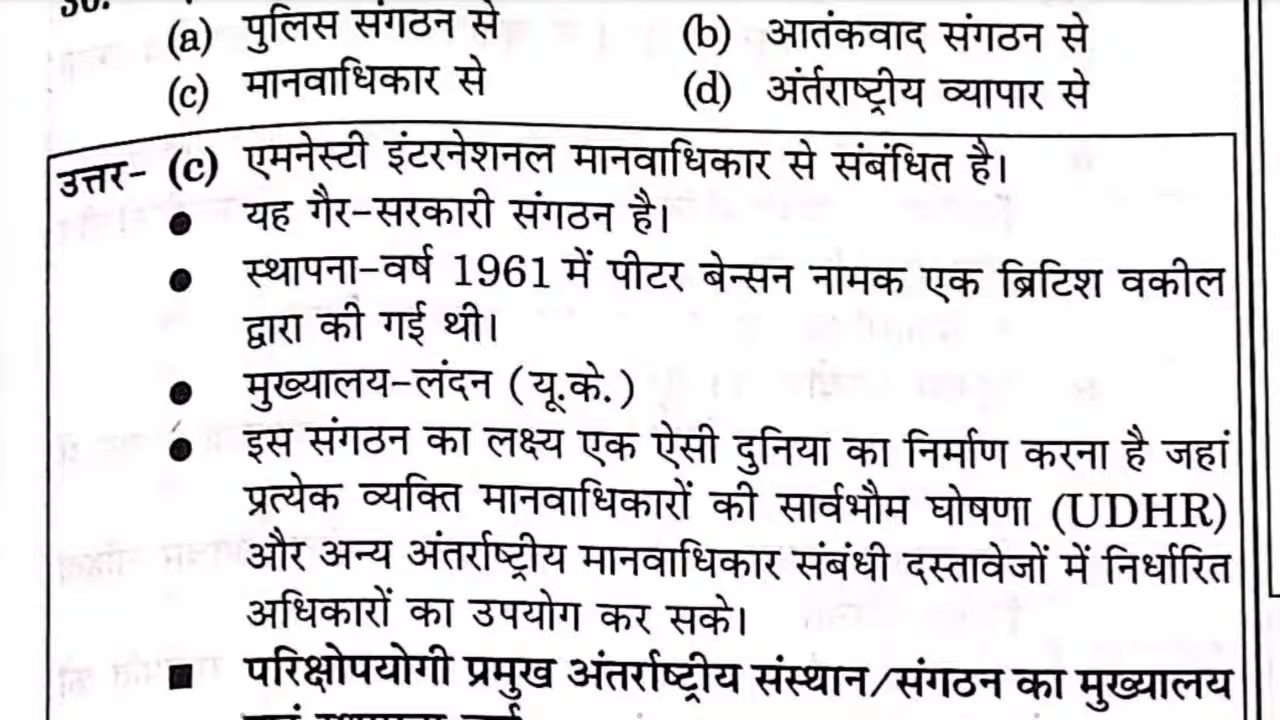 (a) पुलिस संगठन से (b) आतंकवाद संगठन से
(c) मानवाधिकार से (d) अंर्तराष्ट्रीय व्यापार से
उत्तर- (c) एमनेस्टी इंटरनेशनल मानवाधिकार से संबंधित है।
● यह गैर-सरकारी संगठन है।
● स्थापना-वर्ष 1961 में पीटर बेन्सन नामक एक ब्रिटिश वकील
द्वारा की गई थी।
● मुख्यालय-लंदन (यू.के.)
● इस संगठन का लक्ष्य एक ऐसी दुनिया का निर्माण करना है जहां
प्रत्येक व्यक्ति मानवाधिकारों की सार्वभौम घोषणा (UDHR)
और अन्य अंतर्राष्ट्रीय मानवाधिकार संबंधी दस्तावेजों में निर्धारित
अधिकारों का उपयोग कर सके।
■ परिक्षोपयोगी प्रमुख अंतर्राष्ट्रीय संस्थान/संगठन का मुख्यालय